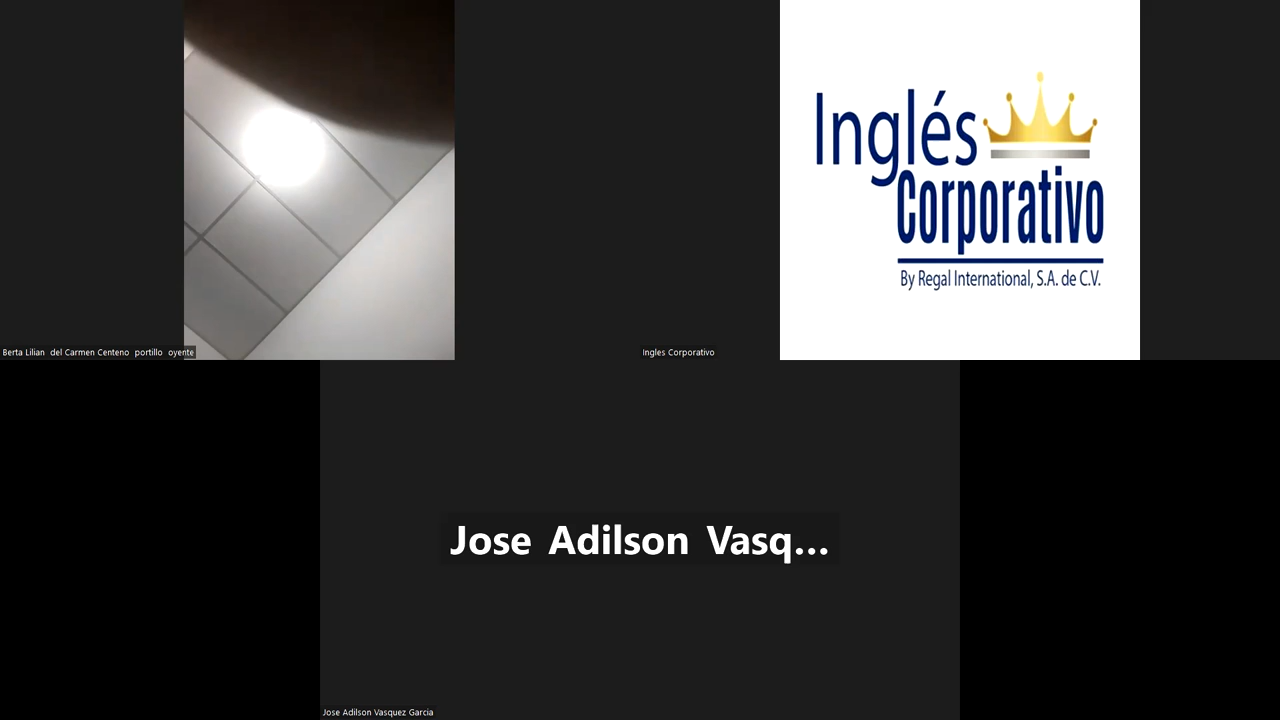 Inglés
Corporativo
By Regal International, S.A. de C.V.
Berta Lilian del Carmen Centeno portillo oyente
Ingles Corporativo
Jose Adilson Vasq...
Jose Adilson Vasquez Garcia